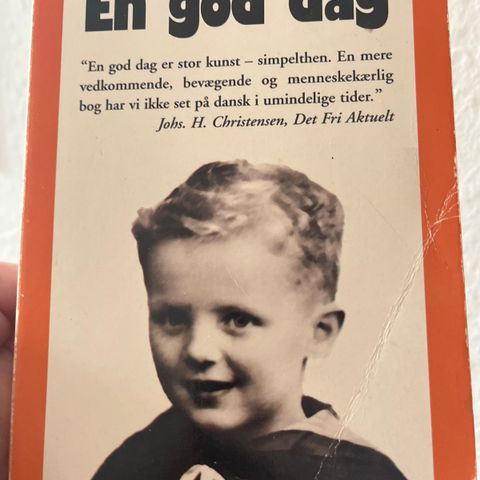 En god dag
“En god dag er stor kunst – simpelthen. En mere
vedkommende, bevægende og menneskekærlig
bog har vi ikke set på dansk i umindelige tider.”
Johs. H. Christensen, Det Fri Aktuelt